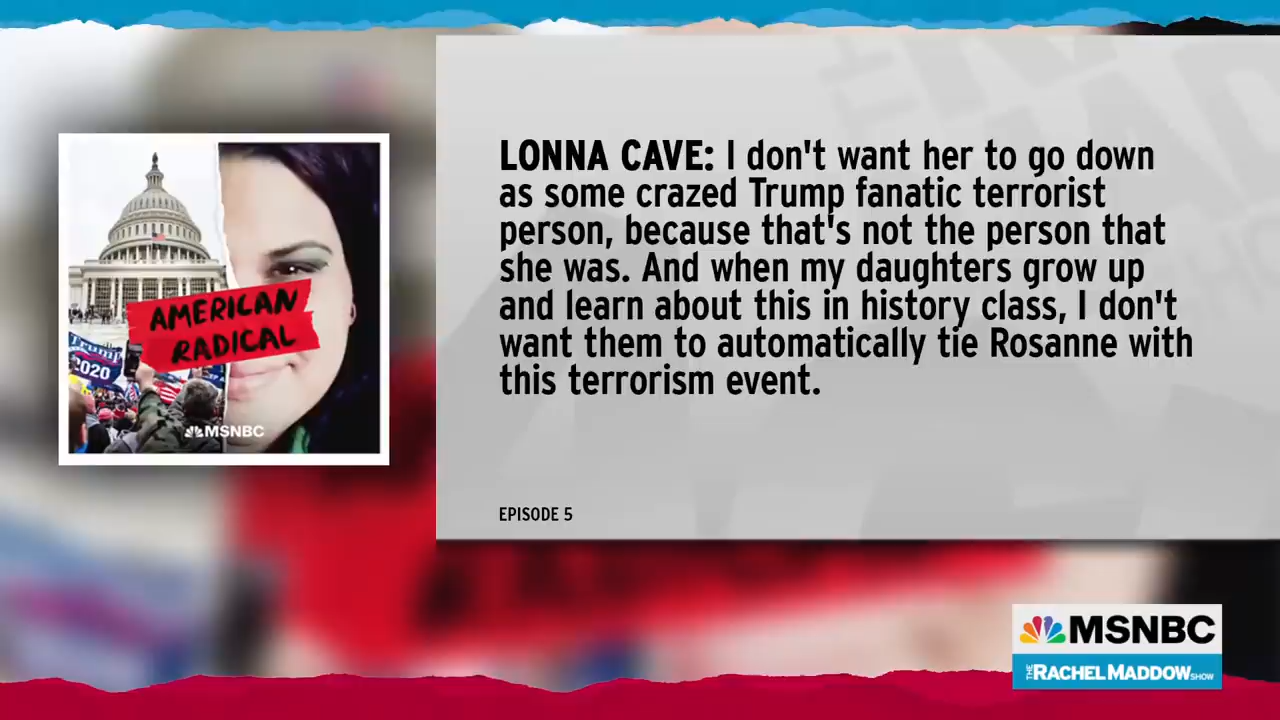 LONNA CAVE: I don't want her to go down
as some crazed Trump fanatic terrorist
person, because that's not the person that
she was. And when my daughters grow up
and learn about this in history class, I don't
want them to automatically tie Rosanne with
this terrorism event.
EPISODE 5
AMERICAN
RADICAL
Trump
2020
MSNBC
MSNBC
THE RACHEL MADDOW SHOW